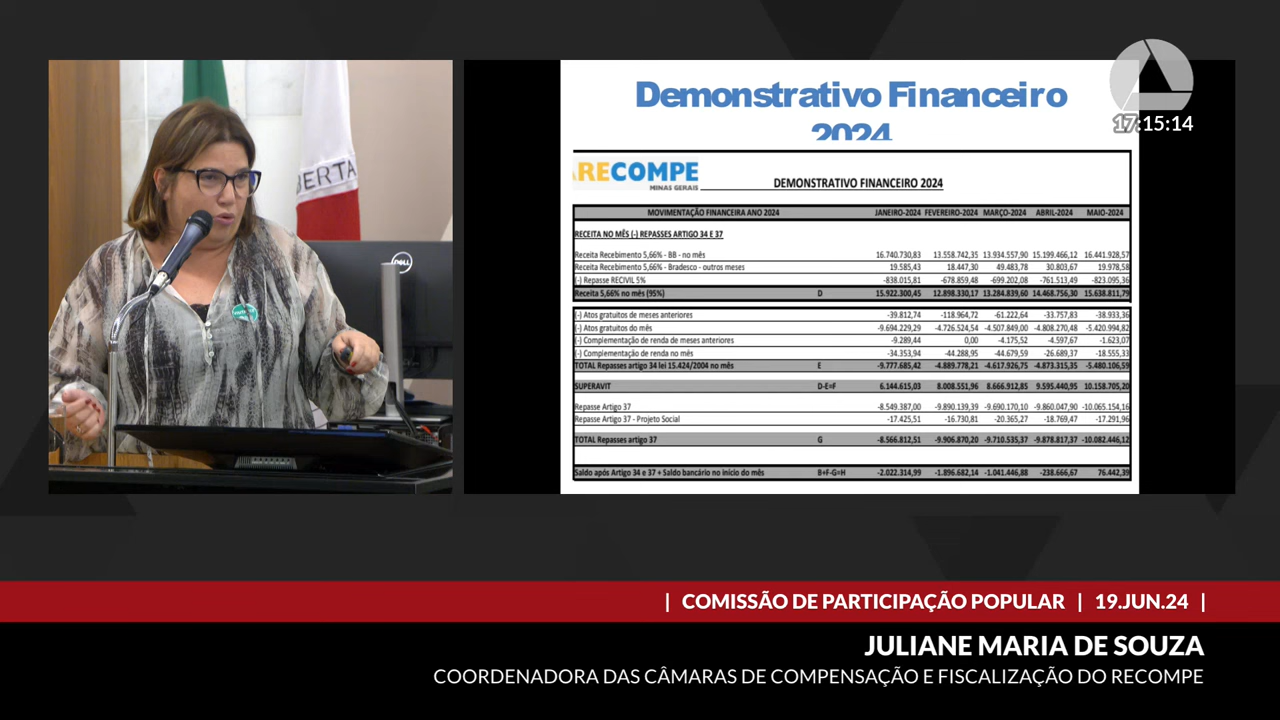 BERTA
DELL
Demonstrativo Financeiro
2024
17:15:14
ARECOMPE
MINAS GERAIS
DEMONSTRATIVO FINANCEIRO 2024
MOVIMENTAÇÃO FINANCEIRA ANO 2024 JANEIRO-2024 FEVEREIRO-2024 MARÇO-2024 ABRIL-2024 MAIO-2024
RECEITA NO MÊS (-) REPASSES ARTIGO 34 E 37
Receita Recebimento 5,66% - BB - no mês 16.740.730,83 13.558.742,35 13.934.557,90 15.199.466,12 16.441.928,57
Receita Recebimento 5,66% - Bradesco - outros meses 19.585,43 18.447,30 49.483,78 30.803,67 19.978,58
(-) Repasse RECIVIL 5% -838.015,81 -678.859,48 -699.202,08 -761.513,49 -823.095,36
Receita 5,66% no mês (95%) D 15.922.300,45 12.898.330,17 13.284.839,60 14.468.756,30 15.638.811,79
(-) Atos gratuitos de meses anteriores -39.812,74 -118.964,72 -61.222,64 -33.757,83 -38.933,36
(-) Atos gratuitos do mês -9.694.229,29 -4.726.524,54 -4.507.849,00 -4.808.270,48 -5.420.994,82
(-) Complementação de renda de meses anteriores -9.289,44 0,00 -4.175,52 -4.597,67 -1.623,07
(-) Complementação de renda no mês -34.353,94 -44.288,95 -44.679,59 -26.689,37 -18.555,33
TOTAL Repasses artigo 34 lei 15.424/2004 no mês E -9.777.685,42 -4.889.778,21 -4.617.926,75 -4.873.315,35 -5.480.106,59
SUPERAVIT D-E=F 6.144.615,03 8.008.551,96 8.666.912,85 9.595.440,95 10.158.705,20
Repasse Artigo 37 -8.549.387,00 -9.890.139,39 -9.690.170,10 -9.860.047,90 -10.065.154,16
Repasse Artigo 37 - Projeto Social -17.425,51 -16.730,81 -20.365,27 -18.769,47 -17.291,96
TOTAL Repasses artigo 37 G -8.566.812,51 -9.906.870,20 -9.710.535,37 -9.878.817,37 -10.082.446,12
Saldo após Artigo 34 e 37 + Saldo bancário no início do mês B+F-G=H -2.022.314,99 -1.896.682,14 -1.041.446,88 -238.666,67 76.442,39
| COMISSÃO DE PARTICIPAÇÃO POPULAR | 19.JUN.24 |
JULIANE MARIA DE SOUZA
COORDENADORA DAS CÂMARAS DE COMPENSAÇÃO E FISCALIZAÇÃO DO RECOMPE